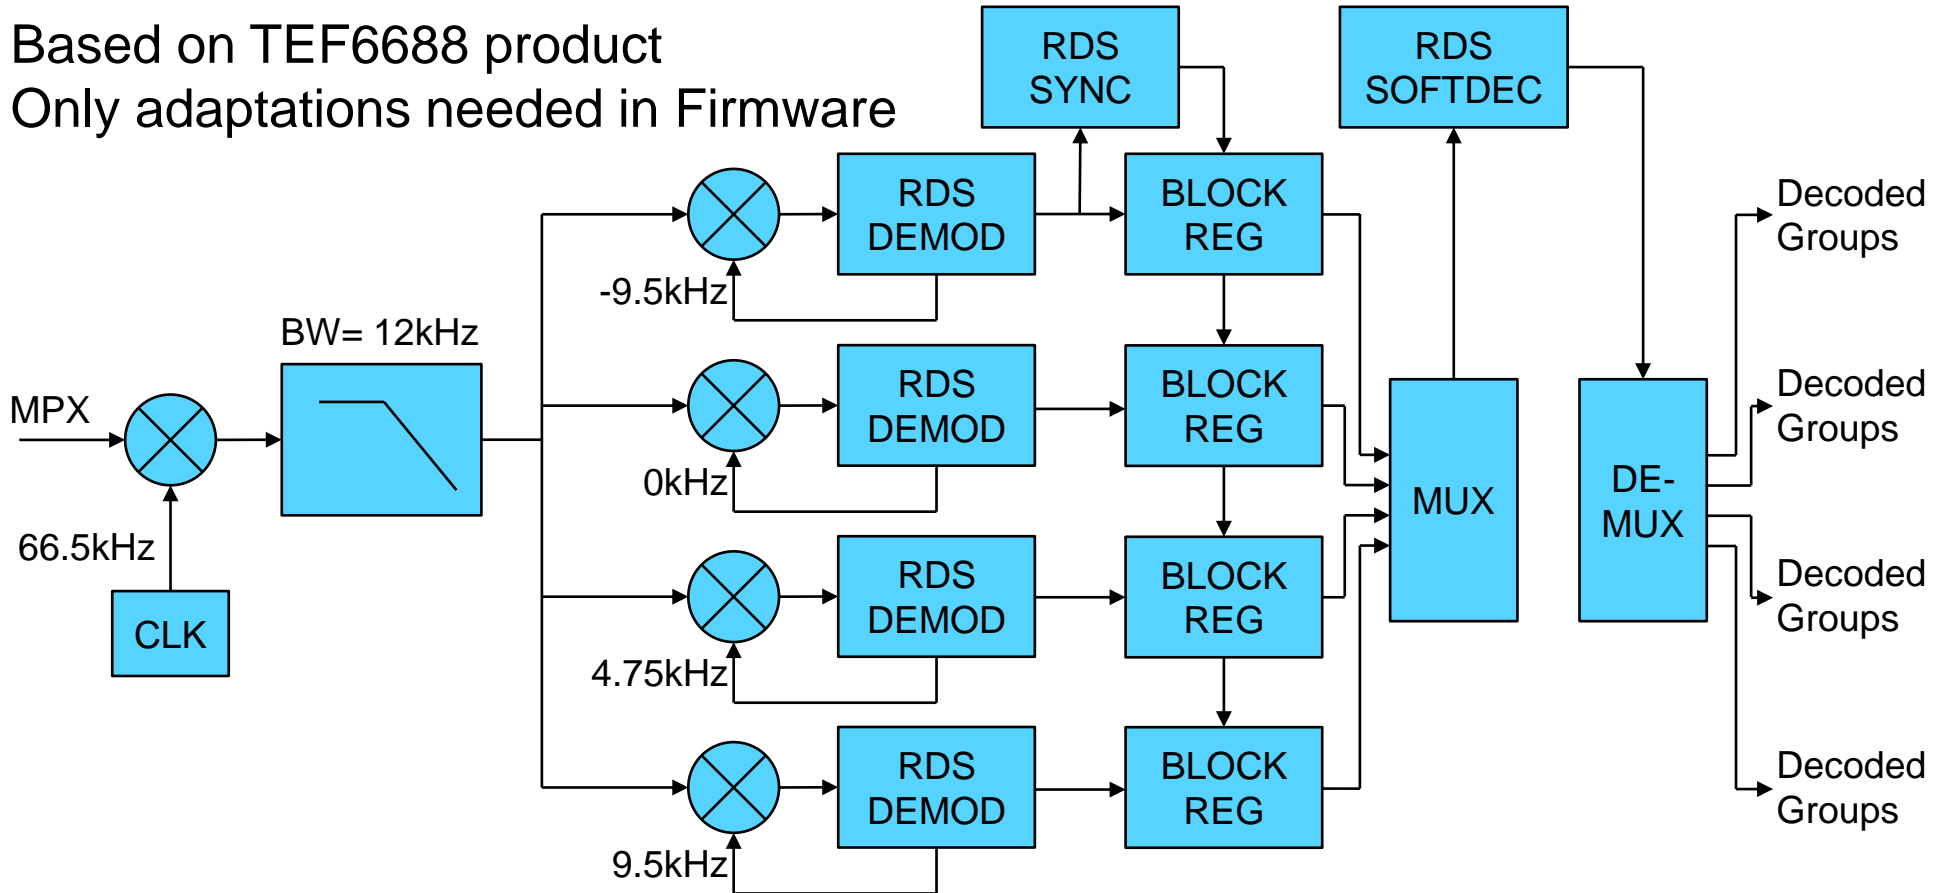 Based on TEF6688 product
Only adaptations needed in Firmware
RDS
SYNC
RDS
SOFTDEC
RDS
DEMOD
BLOCK
REG
Decoded
Groups
-9.5kHz
BW= 12kHz
MPX
RDS
DEMOD
BLOCK
REG
Decoded
Groups
0kHz
MUX
DE-
MUX
66.5kHz
CLK
RDS
DEMOD
BLOCK
REG
Decoded
Groups
4.75kHz
RDS
DEMOD
BLOCK
REG
Decoded
Groups
9.5kHz